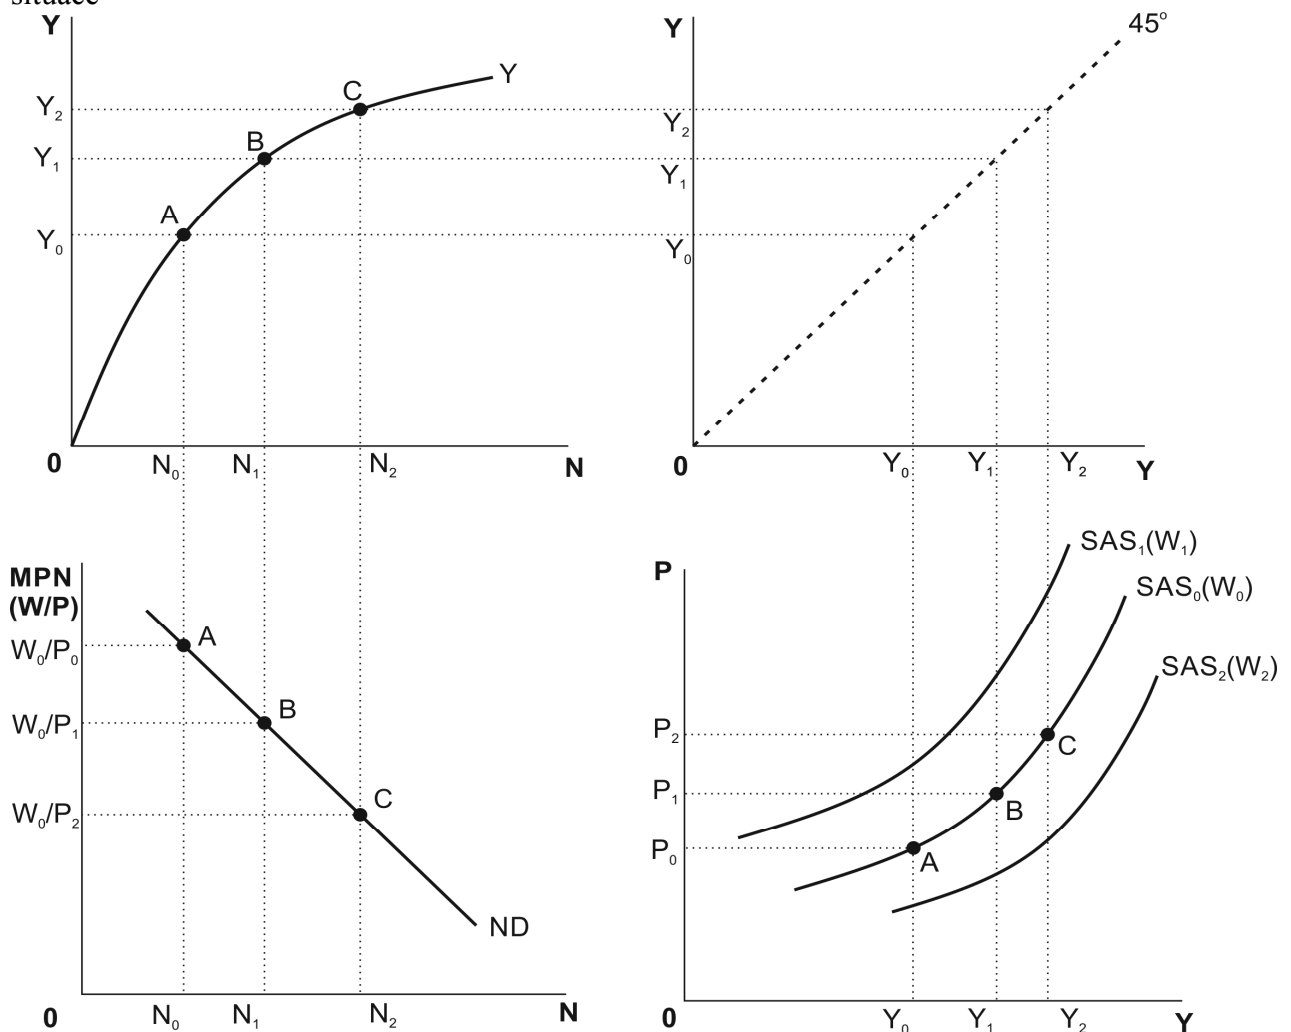 situace
Y
Y
45°
Y
C
Y₂
Y₂
B
Y₁
Y₁
A
Y₀
Y₀
0
N₀
N₁
N₂
N
0
Y₀
Y₁
Y₂
Y
MPN
(W/P)
W₀/P₀
A
W₀/P₁
B
W₀/P₂
C
ND
0
N₀
N₁
N₂
N
P
SAS₁(W₁)
SAS₀(W₀)
SAS₂(W₂)
P₂
C
P₁
B
P₀
A
0
Y₀
Y₁
Y₂
Y